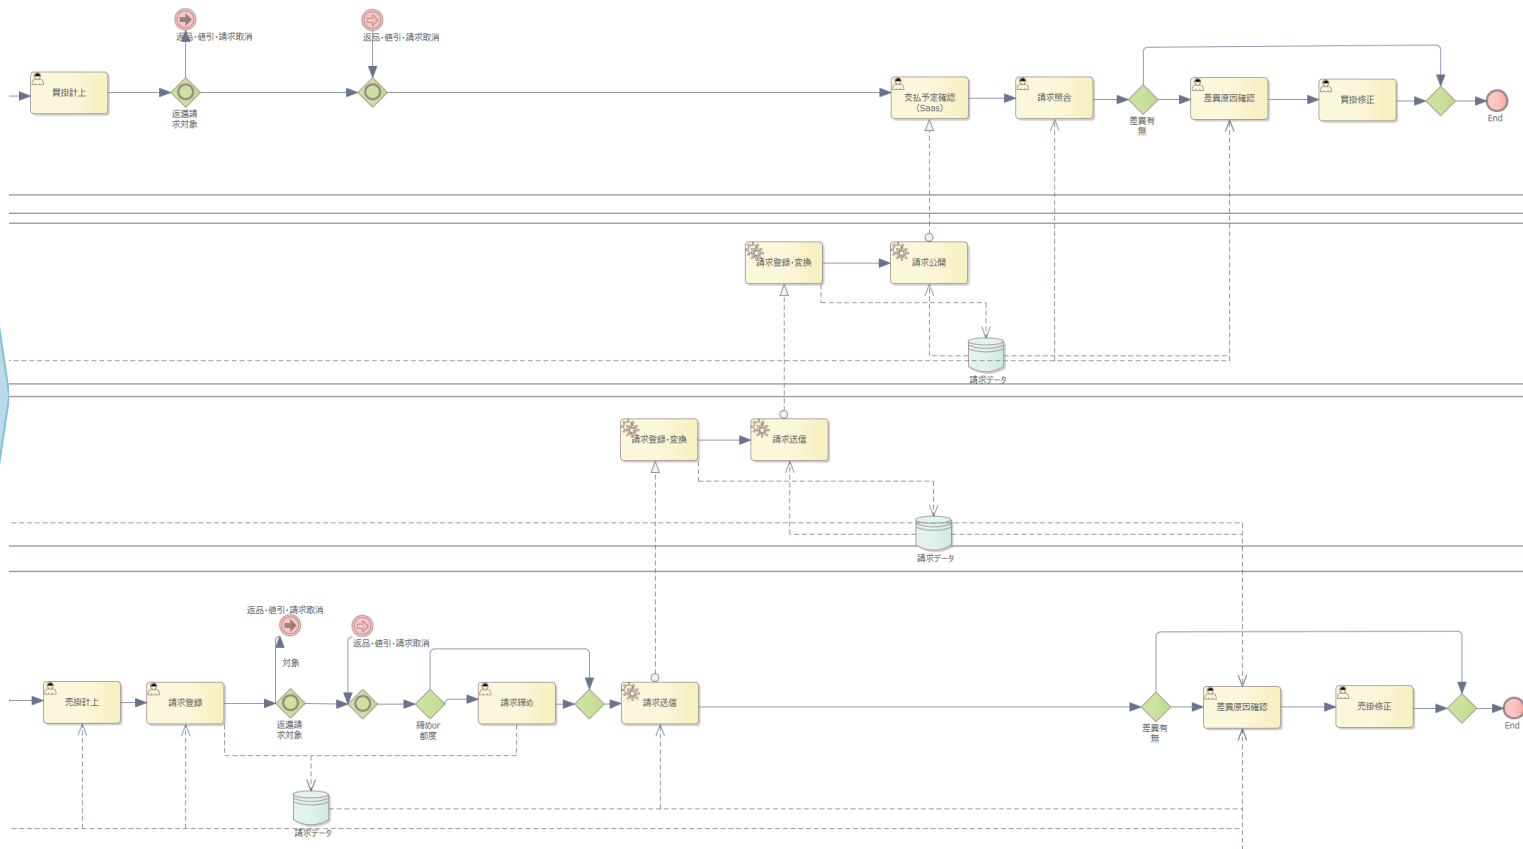 返品・値引・請求取消
返品・値引・請求取消
買掛計上
返還請
求対象
支払予定確認
（Saas）
請求照合
差異有
無
差異原因確認
買掛修正
End
請求登録・変換
請求公開
請求データ
請求登録・変換
請求送信
請求データ
返品・値引・請求取消
返品・値引・請求取消
対象
売掛計上
請求登録
返還請
求対象
締めor
都度
請求締め
請求送信
差異有
無
差異原因確認
売掛修正
End
請求データ